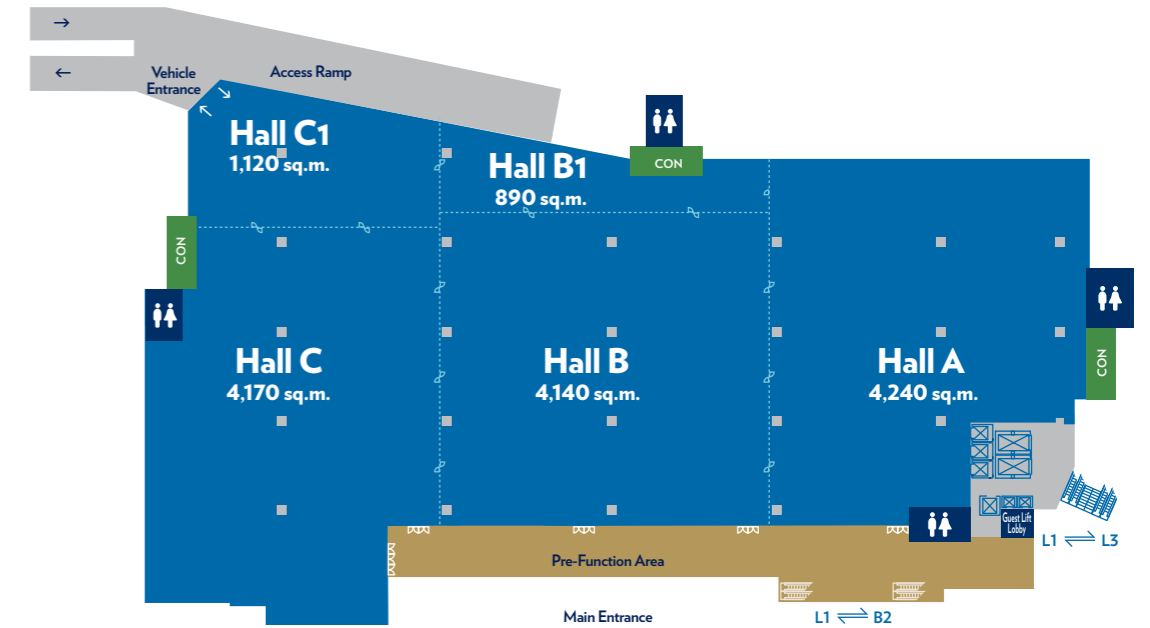 →
←
Vehicle
Entrance
Access Ramp
Hall C1
1,120 sq.m.
Hall B1
890 sq.m.
CON
CON
CON
Hall C
4,170 sq.m.
Hall B
4,140 sq.m.
Hall A
4,240 sq.m.
Guest Lift
Lobby
L1 ⇌ L3
Pre-Function Area
Main Entrance
L1 ⇌ B2